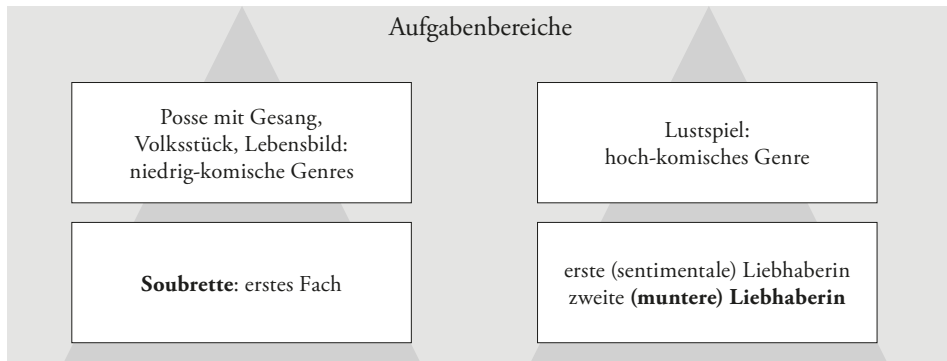 Aufgabenbereiche
Posse mit Gesang,
Volksstück, Lebensbild:
niedrig-komische Genres
Lustspiel:
hoch-komisches Genre
Soubrette: erstes Fach
erste (sentimentale) Liebhaberin
zweite (muntere) Liebhaberin